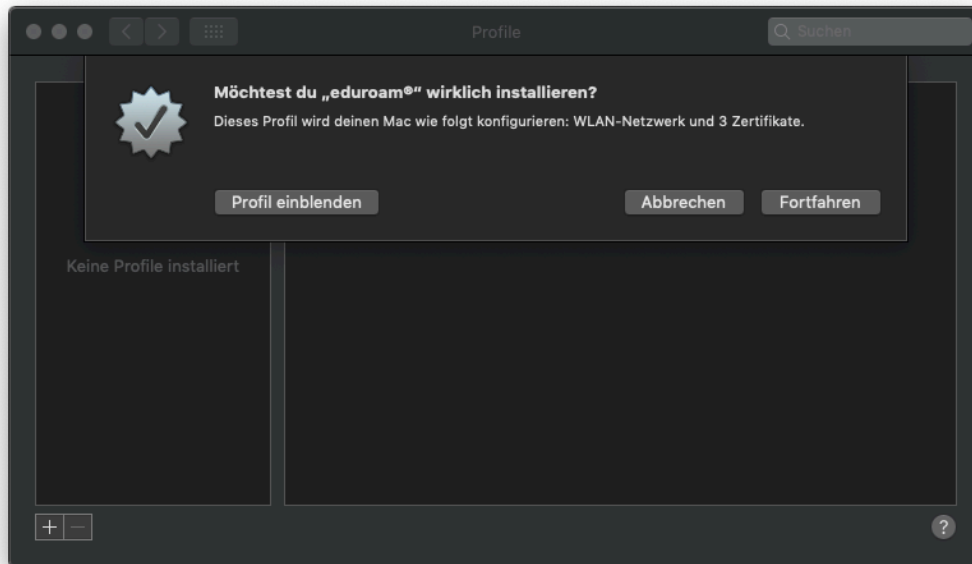 Profile
Suchen
Möchtest du „eduroam®“ wirklich installieren?
Dieses Profil wird deinen Mac wie folgt konfigurieren: WLAN-Netzwerk und 3 Zertifikate.
Profil einblenden
Abbrechen
Fortfahren
Keine Profile installiert
+ −
?